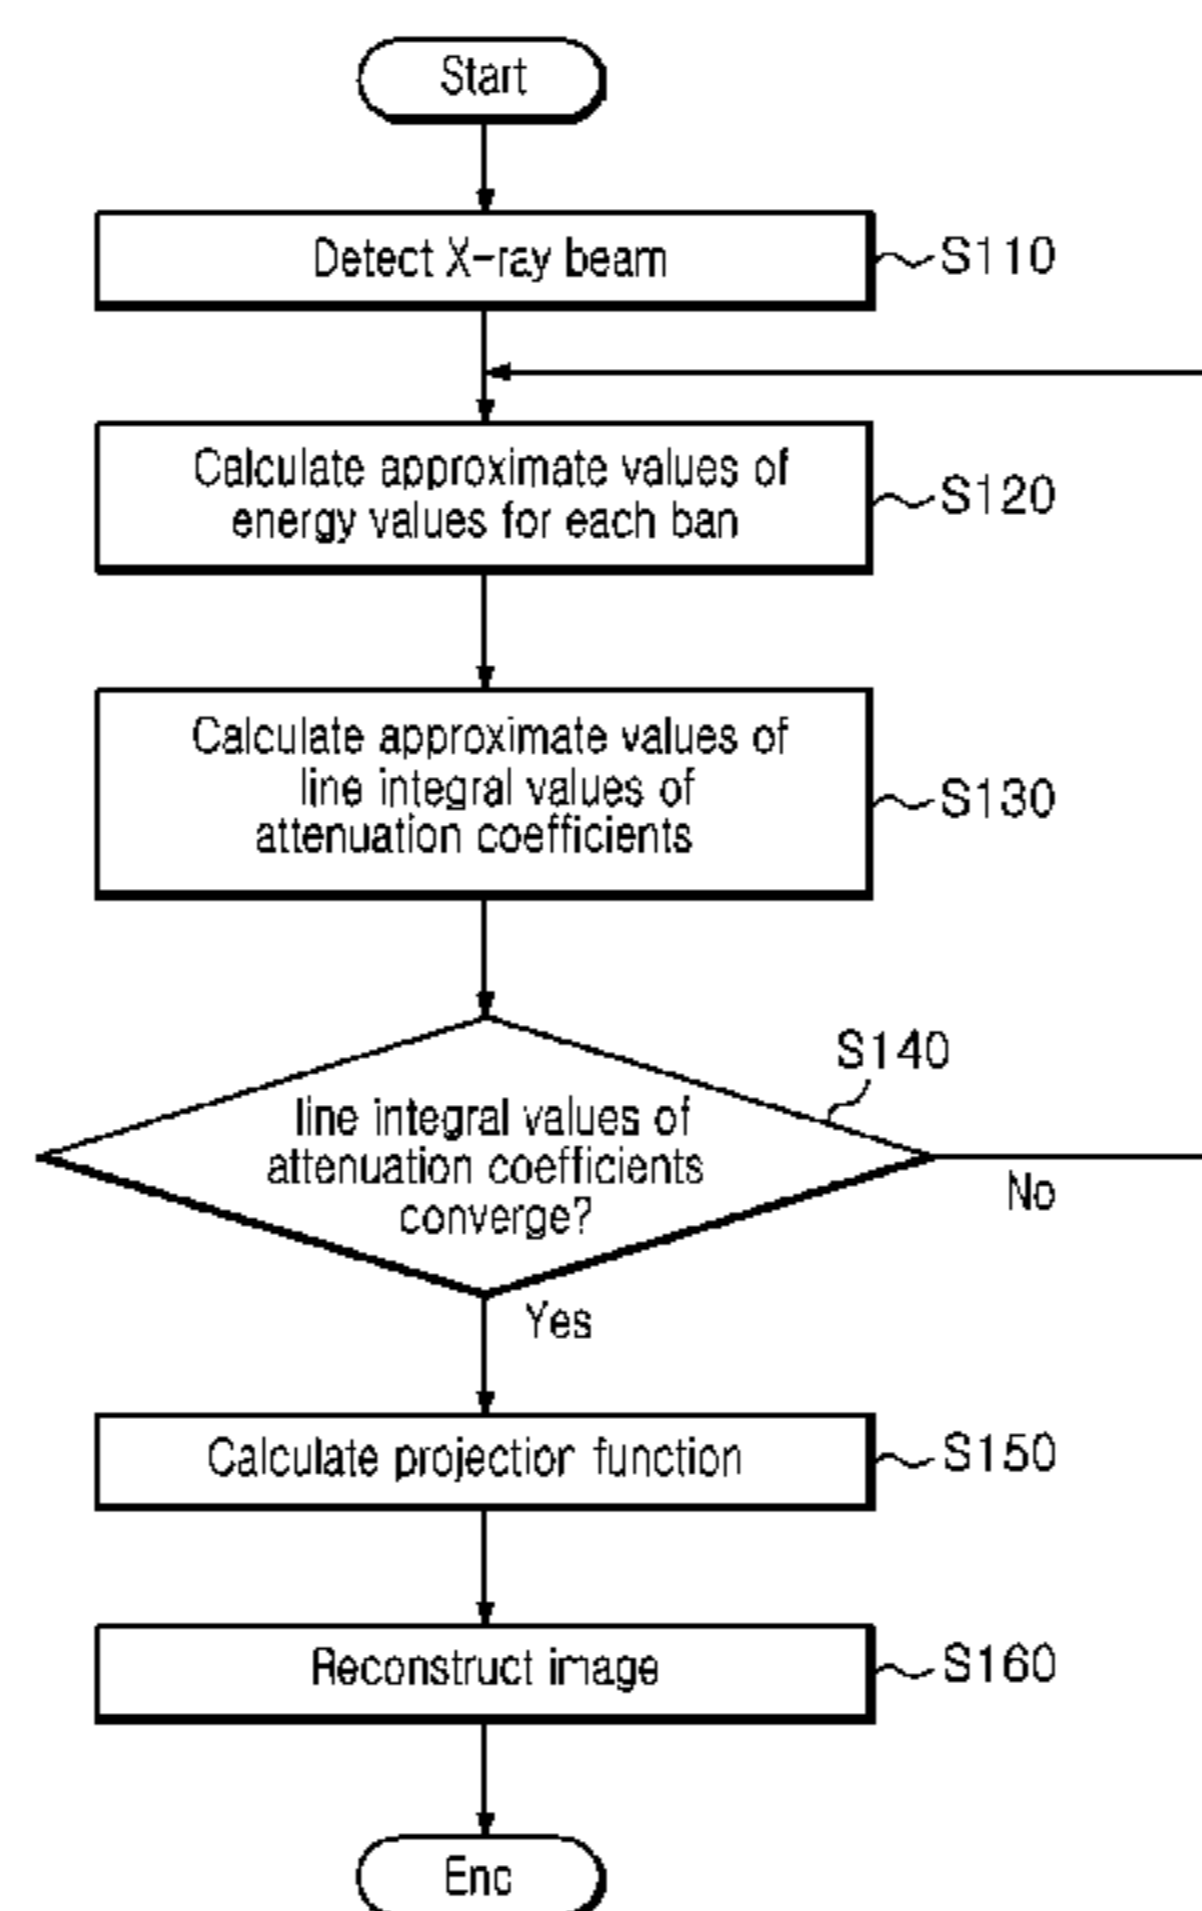 Start
Detect X-ray beam
S110
Calculate approximate values of
energy values for each ban
S120
Calculate approximate values of
line integral values of
attenuation coefficients
S130
S140
line integral values of
attenuation coefficients
converge?
No
Yes
Calculate projection function
S150
Reconstruct image
S160
Enc